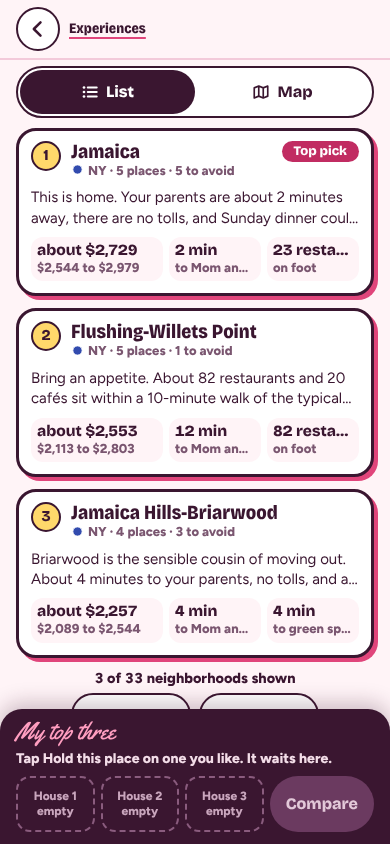 Experiences
List
Map
1
Jamaica
Top pick
NY · 5 places · 5 to avoid
This is home. Your parents are about 2 minutes
away, there are no tolls, and Sunday dinner coul...
about $2,729
$2,544 to $2,979
2 min
to Mom an...
23 resta...
on foot
2
Flushing-Willets Point
NY · 5 places · 1 to avoid
Bring an appetite. About 82 restaurants and 20
cafés sit within a 10-minute walk of the typical...
about $2,553
$2,113 to $2,803
12 min
to Mom an...
82 resta...
on foot
3
Jamaica Hills-Briarwood
NY · 4 places · 3 to avoid
Briarwood is the sensible cousin of moving out.
About 4 minutes to your parents, no tolls, and a...
about $2,257
$2,089 to $2,544
4 min
to Mom an...
4 min
to green sp...
3 of 33 neighborhoods shown
My top three
Tap Hold this place on one you like. It waits here.
House 1
empty
House 2
empty
House 3
empty
Compare